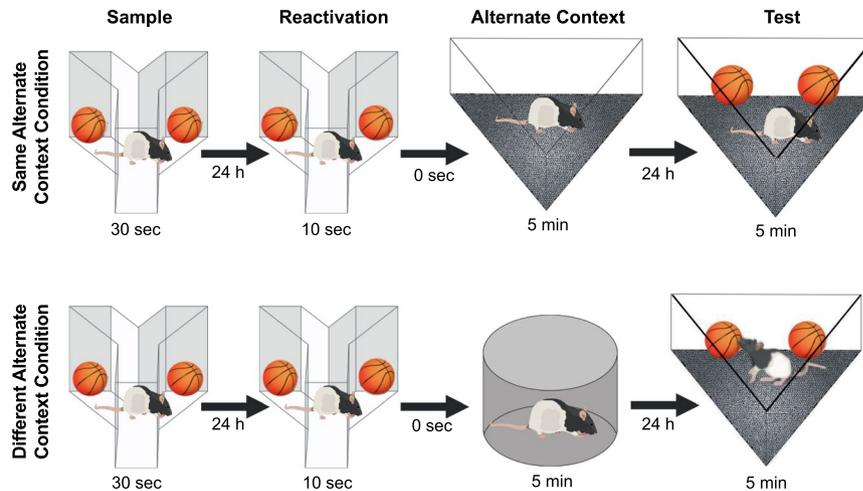 Sample
Reactivation
Alternate Context
Test
Same Alternate
Context Condition
24 h
0 sec
24 h
30 sec
10 sec
5 min
5 min
Different Alternate
Context Condition
24 h
0 sec
24 h
30 sec
10 sec
5 min
5 min